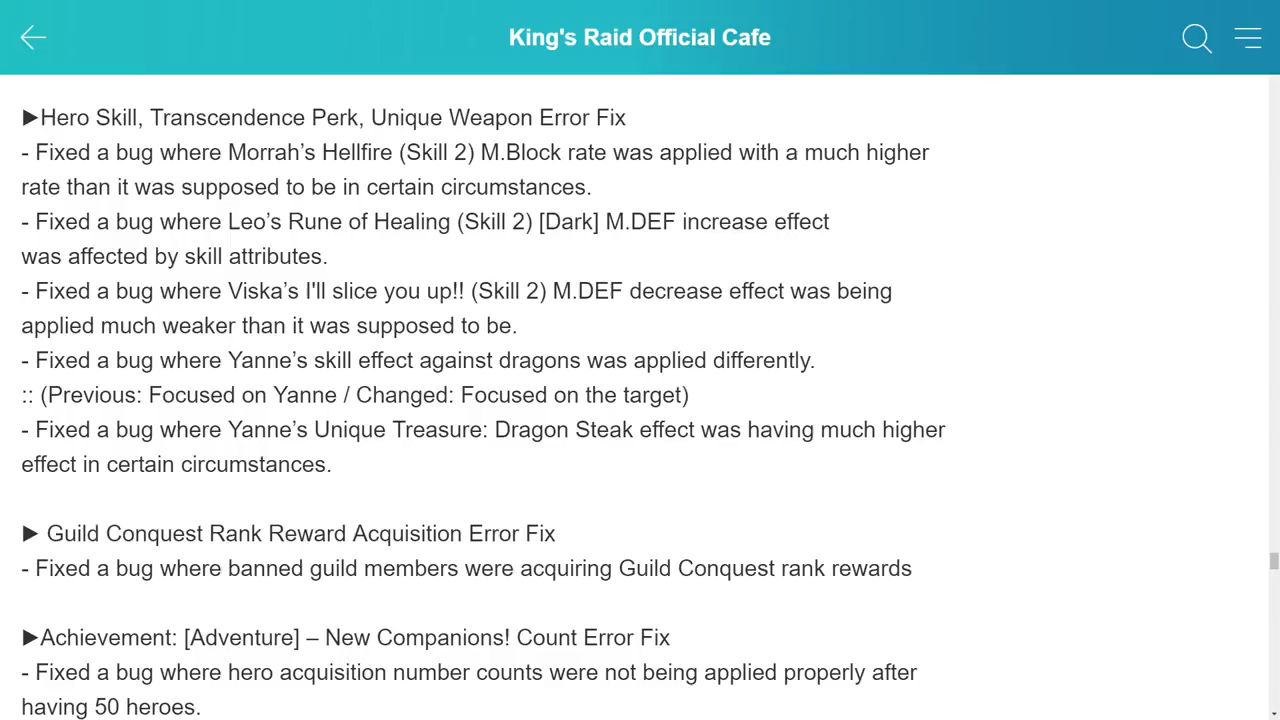 King's Raid Official Cafe
▶Hero Skill, Transcendence Perk, Unique Weapon Error Fix
- Fixed a bug where Morrah’s Hellfire (Skill 2) M.Block rate was applied with a much higher
rate than it was supposed to be in certain circumstances.
- Fixed a bug where Leo’s Rune of Healing (Skill 2) [Dark] M.DEF increase effect
was affected by skill attributes.
- Fixed a bug where Viska’s I'll slice you up!! (Skill 2) M.DEF decrease effect was being
applied much weaker than it was supposed to be.
- Fixed a bug where Yanne’s skill effect against dragons was applied differently.
:: (Previous: Focused on Yanne / Changed: Focused on the target)
- Fixed a bug where Yanne’s Unique Treasure: Dragon Steak effect was having much higher
effect in certain circumstances.
▶ Guild Conquest Rank Reward Acquisition Error Fix
- Fixed a bug where banned guild members were acquiring Guild Conquest rank rewards
▶Achievement: [Adventure] – New Companions! Count Error Fix
- Fixed a bug where hero acquisition number counts were not being applied properly after
having 50 heroes.